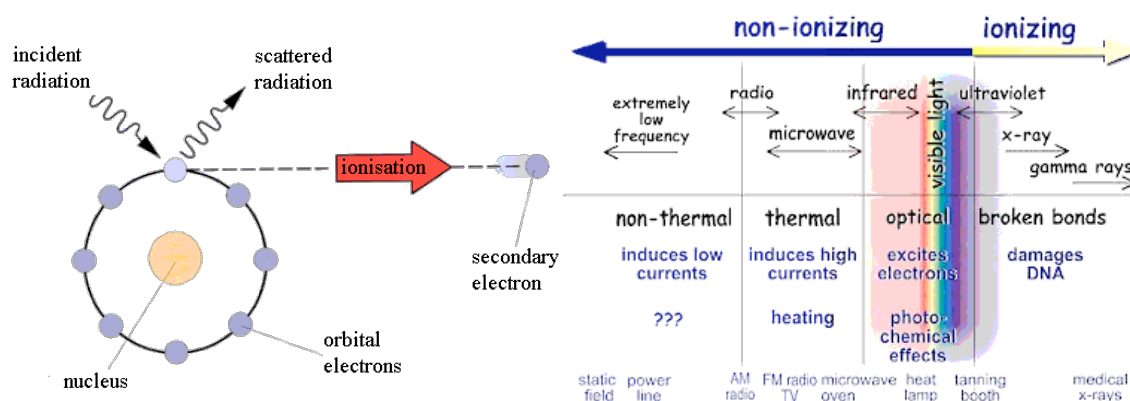 incident
radiation
scattered
radiation
ionisation
secondary
electron
orbital
electrons
nucleus
non-ionizing
ionizing
extremely
low
frequency
radio
microwave
infrared
visible light
ultraviolet
x-ray
gamma rays
non-thermal
thermal
optical
broken bonds
induces low
currents
induces high
currents
excites
electrons
damages
DNA
???
heating
photo-
chemical
effects
static
field
power
line
AM
radio
FM radio
TV
microwave
oven
heat
lamp
tanning
booth
medical
x-rays